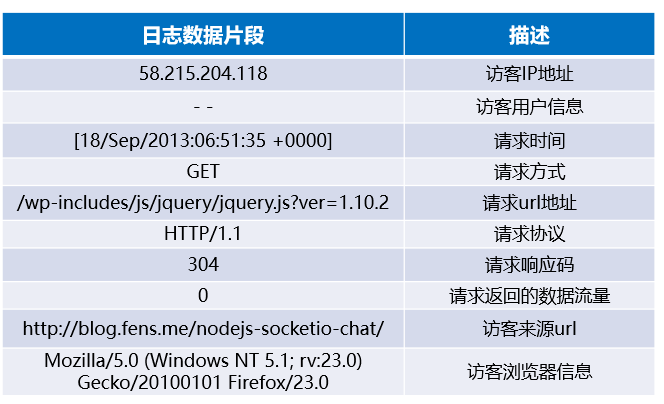 日志数据片段 描述
58.215.204.118 访客IP地址
- - 访客用户信息
[18/Sep/2013:06:51:35 +0000] 请求时间
GET 请求方式
/wp-includes/js/jquery/jquery.js?ver=1.10.2 请求url地址
HTTP/1.1 请求协议
304 请求响应码
0 请求返回的数据流量
http://blog.fens.me/nodejs-socketio-chat/ 访客来源url
Mozilla/5.0 (Windows NT 5.1; rv:23.0)
Gecko/20100101 Firefox/23.0 访客浏览器信息